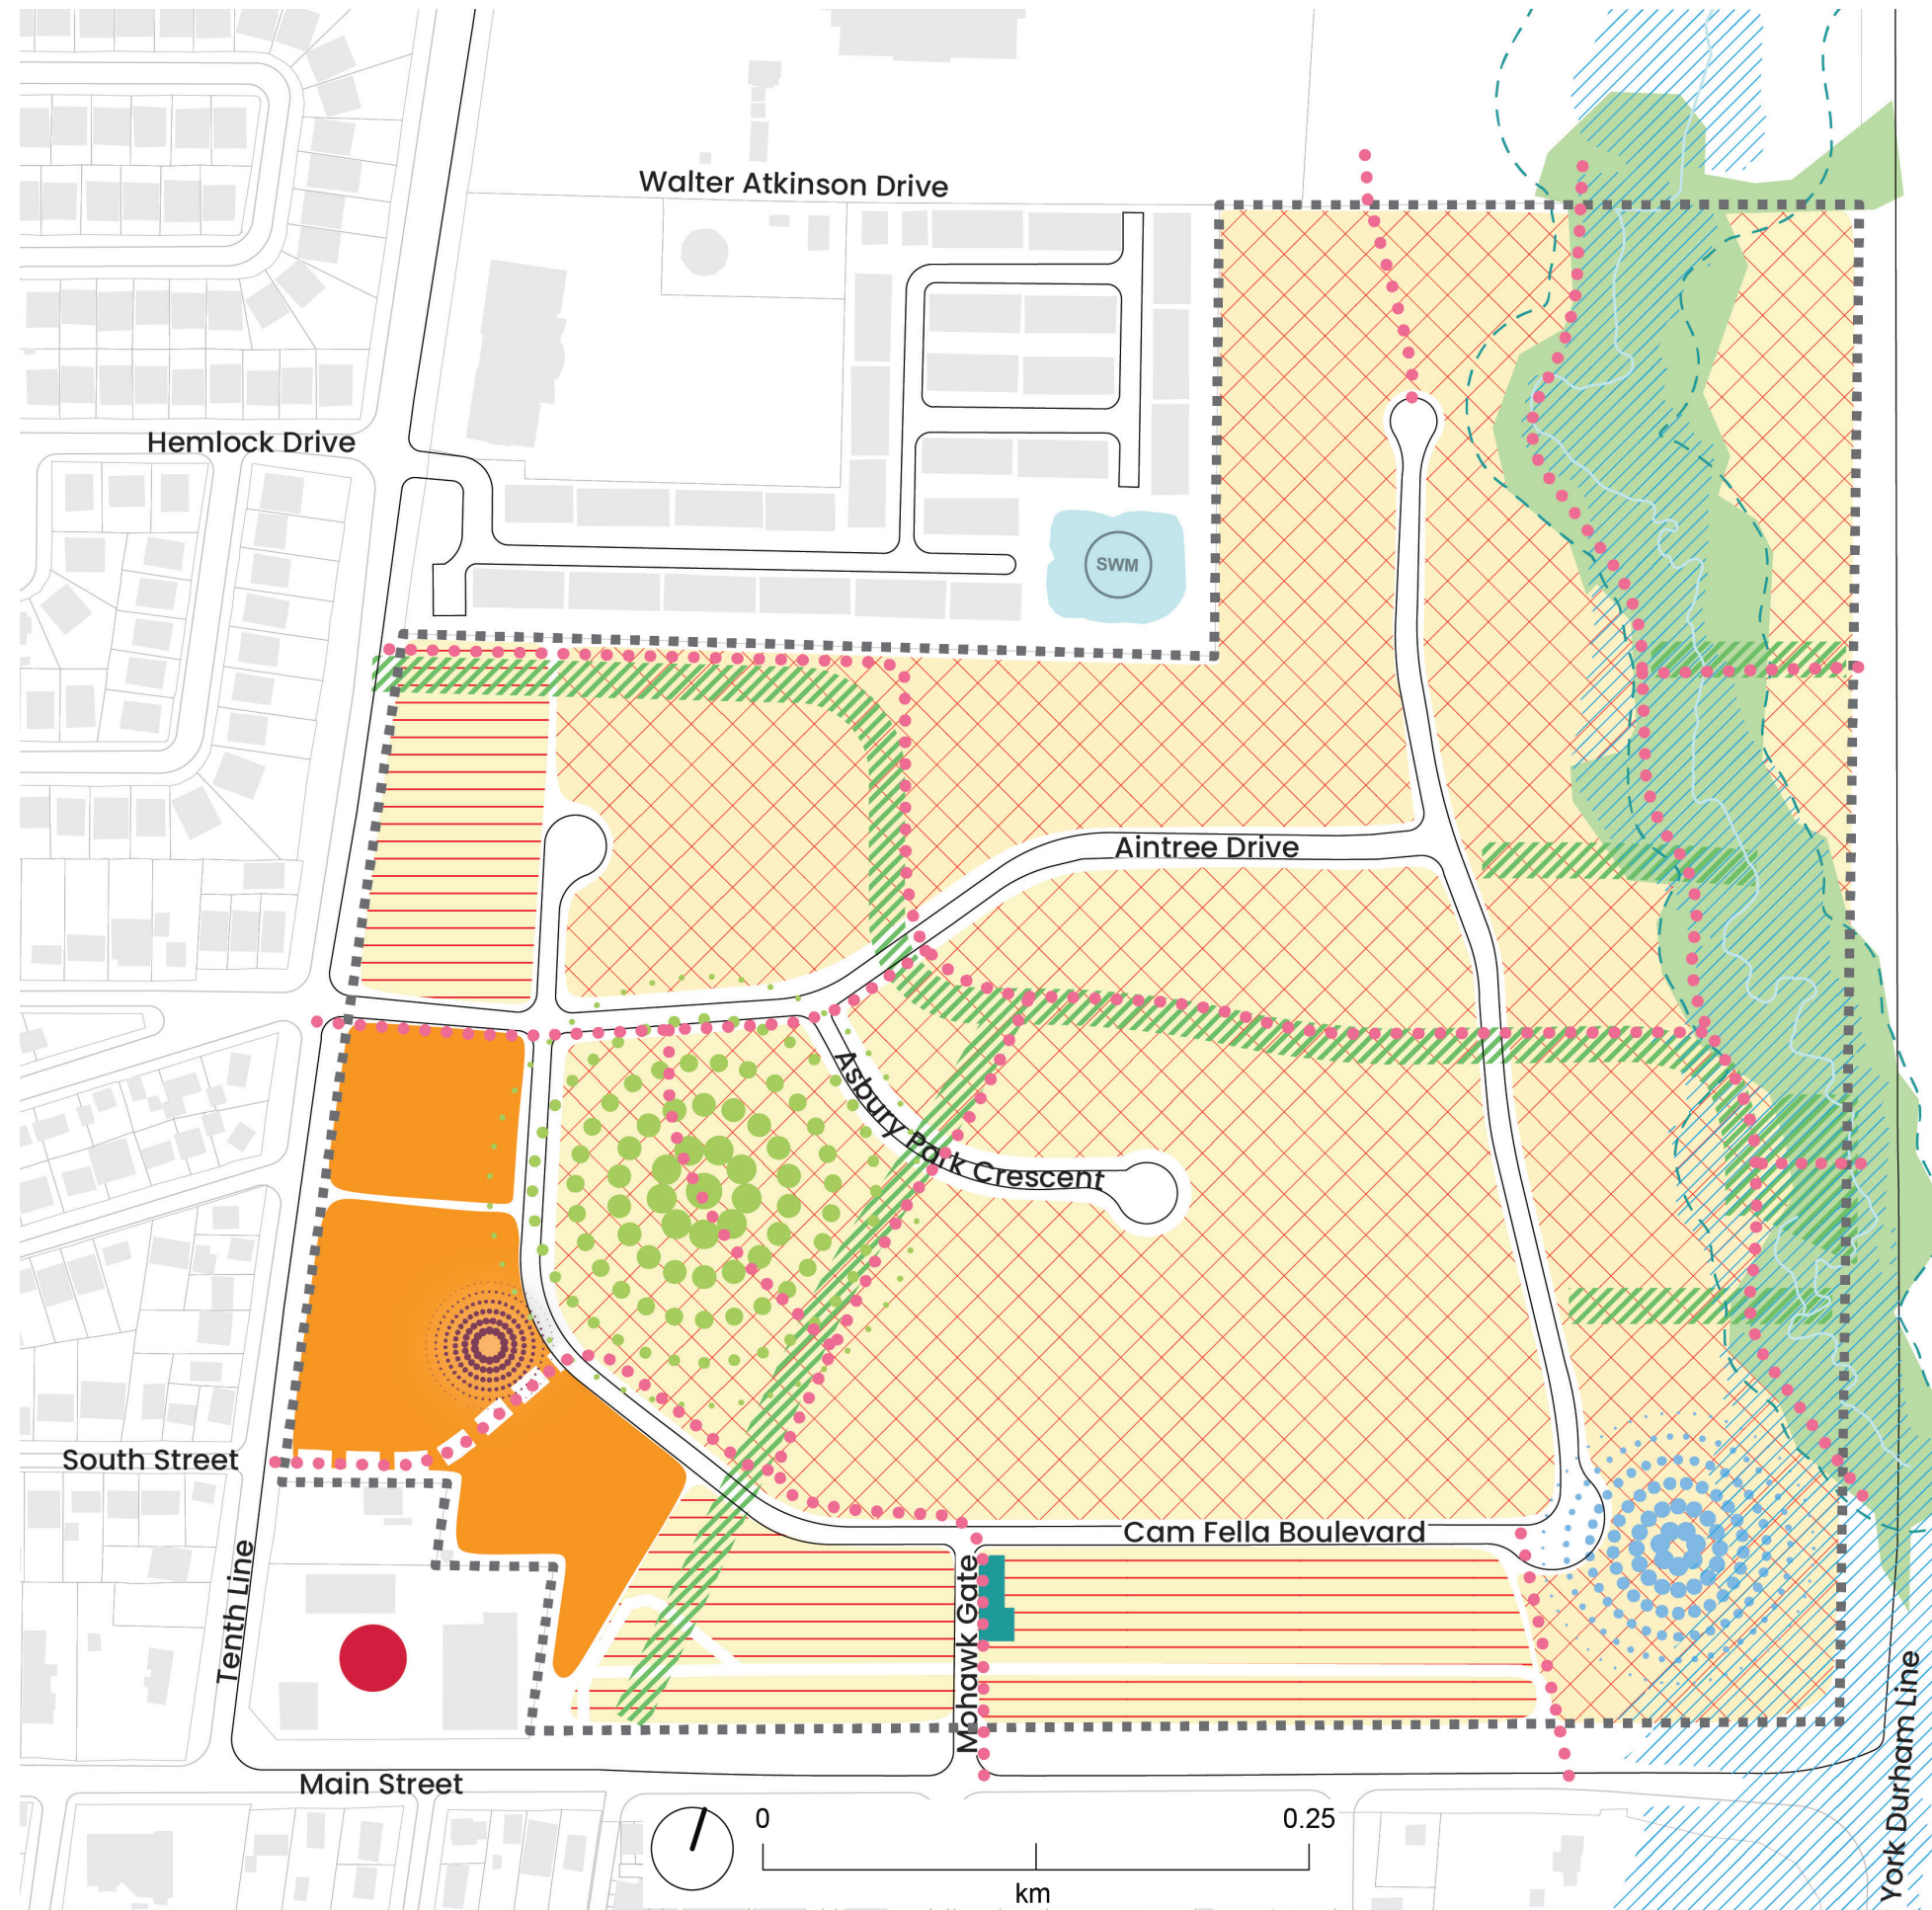 Walter Atkinson Drive
Hemlock Drive
SWM
Aintree Drive
Asbury Park Crescent
South Street
Cam Fella Boulevard
Tenth Line
Mohawk Gate
York Durham Line
Main Street
0 0.25
km